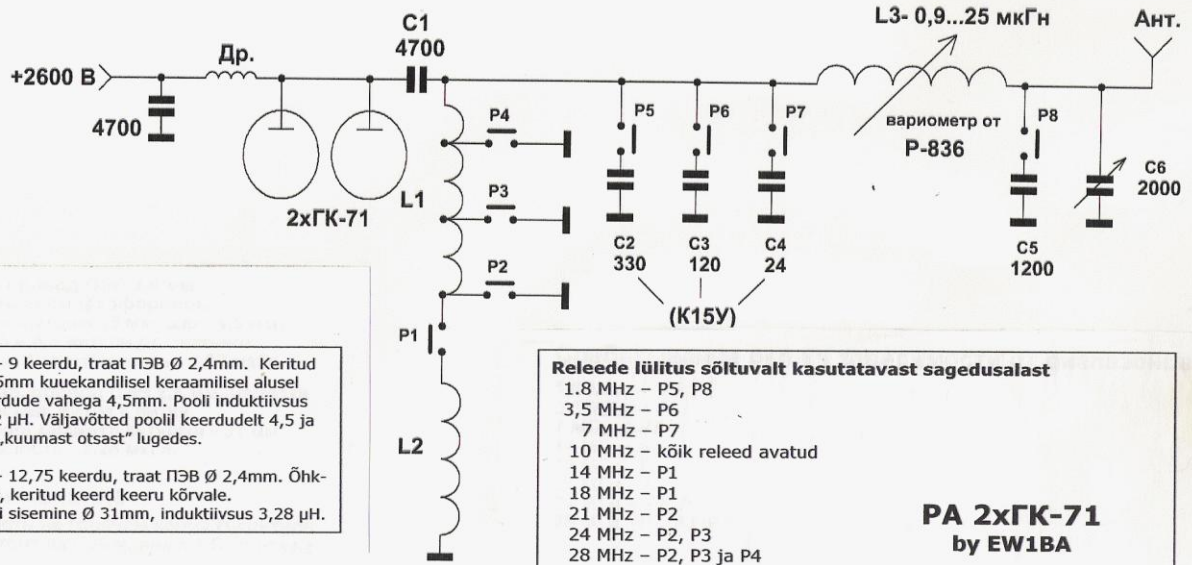 C1
4700
Др.
+2600 В
4700
2хГК-71
L1
L2
P4
P3
P2
P1
P5
P6
P7
C2
330
C3
120
C4
24
(К15У)
L3- 0,9...25 мкГн
Ант.
вариометр от
Р-836
P8
C5
1200
C6
2000
- 9 keerdu, traat ПЭВ Ø 2,4mm. Keritud
5mm kuuekandilisel keraamilisel alusel
rdude vahega 4,5mm. Pooli induktiivsus
µH. Väljavõtted poolil keerdudelt 4,5 ja
„kuumast otsast” lugedes.
- 12,75 keerdu, traat ПЭВ Ø 2,4mm. Õhk-
, keritud keerd keeru kõrvale.
i sisemine Ø 31mm, induktiivsus 3,28 µH.
Releede lülitus sõltuvalt kasutatavast sagedusalast
1.8 MHz – P5, P8
3,5 MHz – P6
7 MHz – P7
10 MHz – kõik releed avatud
14 MHz – P1
18 MHz – P1
21 MHz – P2
24 MHz – P2, P3
28 MHz – P2, P3 ja P4
PA 2xГК-71
by EW1BA